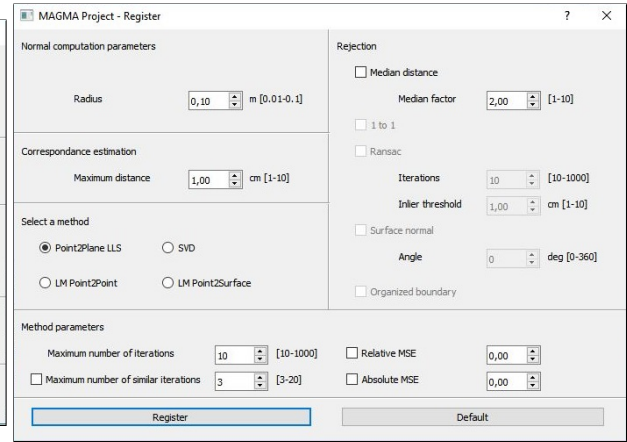 MAGMA Project - Register ? ×
Normal computation parameters
Radius 0,10 m [0.01-0.1]
Correspondance estimation
Maximum distance 1,00 cm [1-10]
Select a method
Point2Plane LLS SVD
LM Point2Point LM Point2Surface
Rejection
Median distance
Median factor 2,00 [1-10]
1 to 1
Ransac
Iterations 10 [10-1000]
Inlier threshold 1,00 cm [1-10]
Surface normal
Angle 0 deg [0-360]
Organized boundary
Method parameters
Maximum number of iterations 10 [10-1000] Relative MSE 0,00
Maximum number of similar iterations 3 [3-20] Absolute MSE 0,00
Register Default